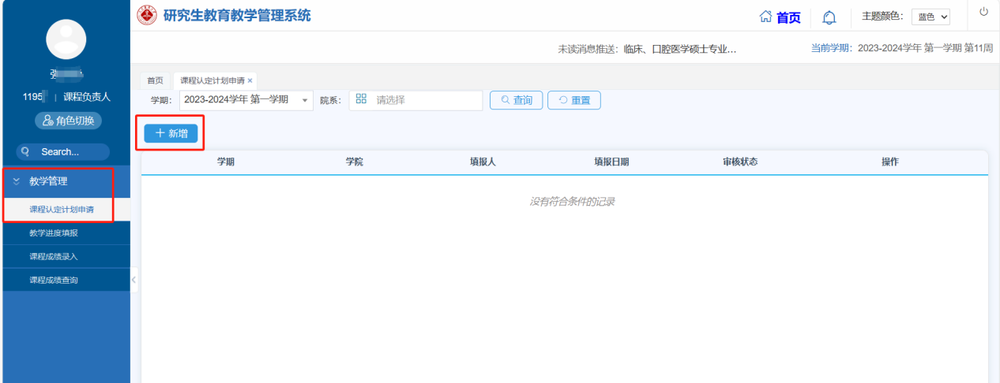 研究生教育教学管理系统
首页
主题颜色： 蓝色
未读消息推送：临床、口腔医学硕士专业…
当前学期：2023-2024学年 第一学期 第11周
1195 | 课程负责人
角色切换
Search...
教学管理
课程认定计划申请
教学进度填报
课程成绩录入
课程成绩查询
首页 课程认定计划申请 ×
学期： 2023-2024学年 第一学期 院系： 请选择 查询 重置
＋ 新增
学期 学院 填报人 填报日期 审核状态 操作
没有符合条件的记录